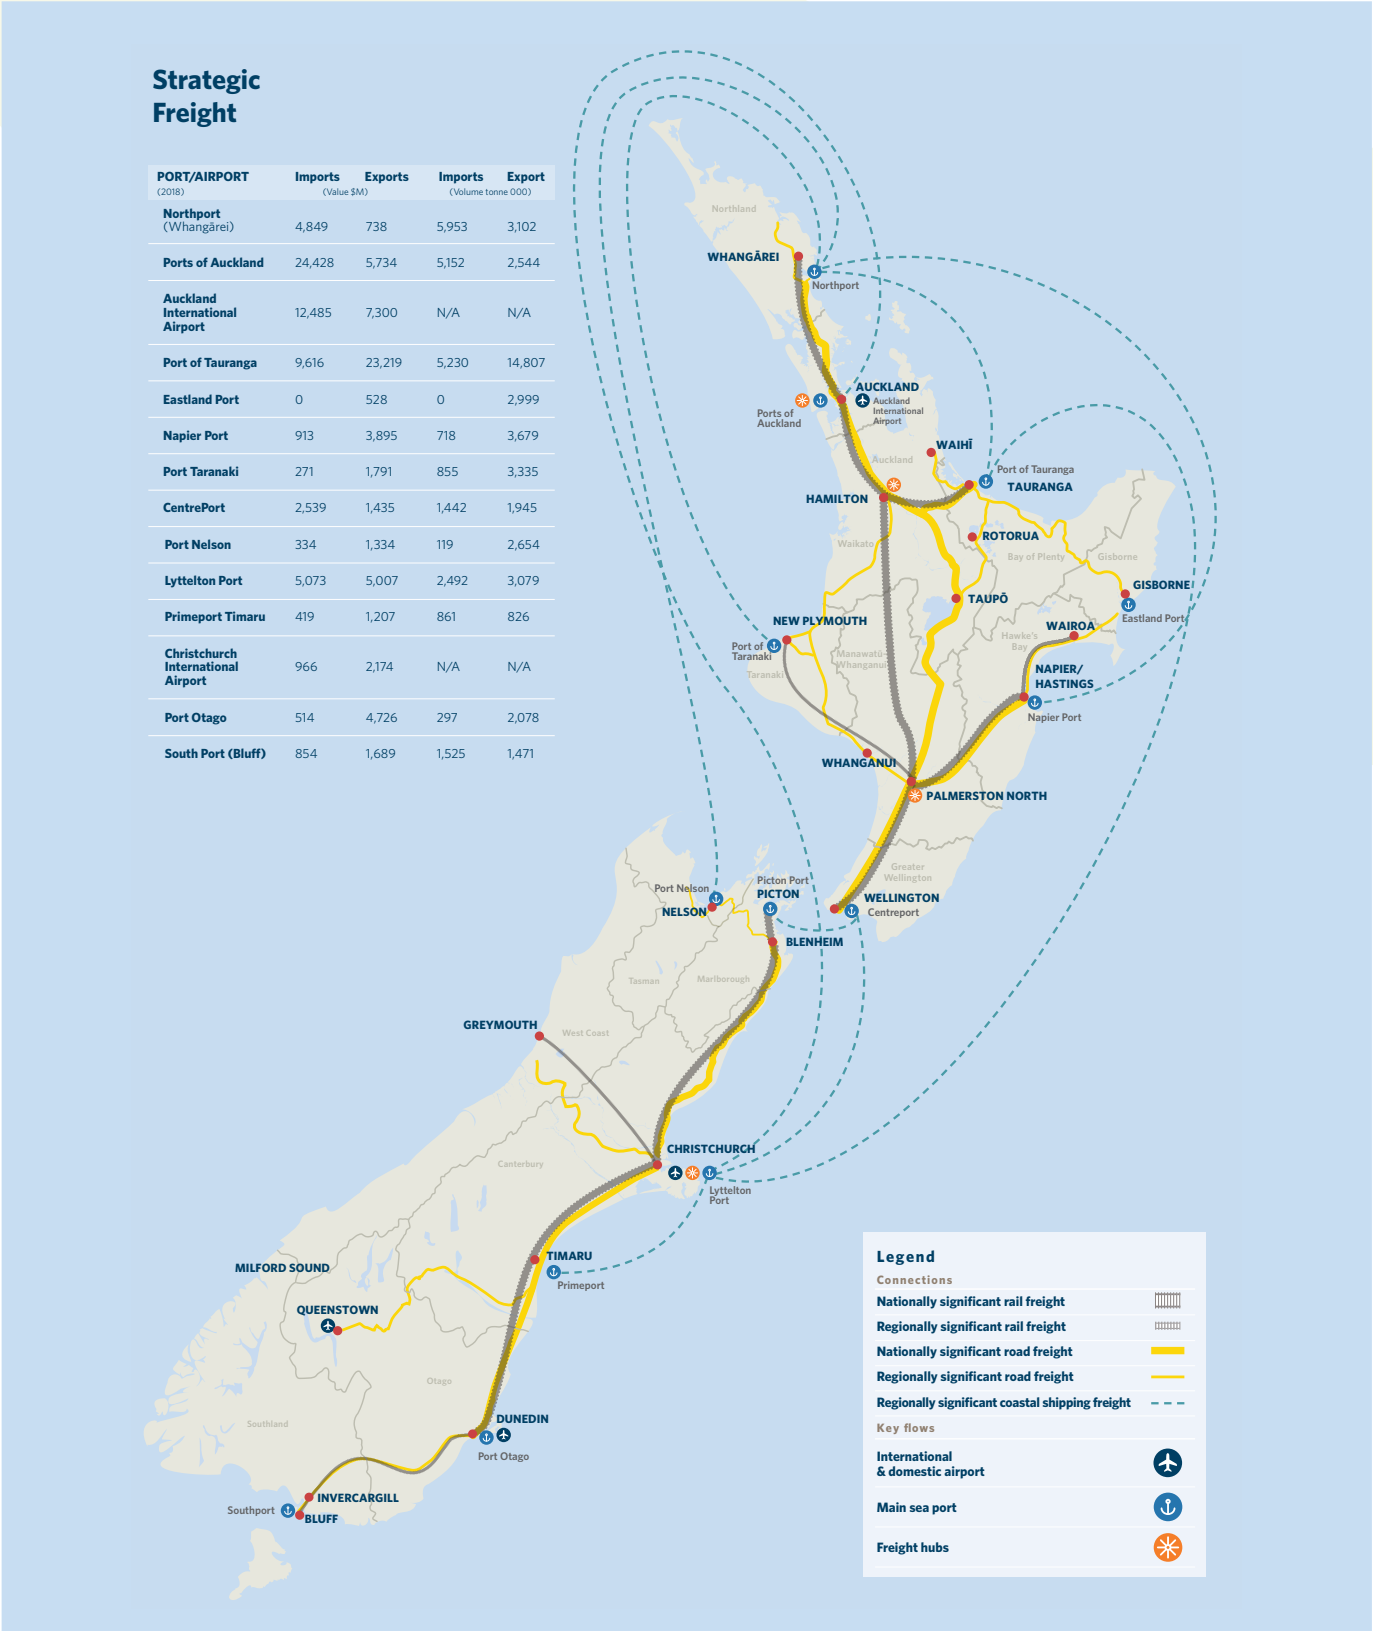 Strategic
Freight
PORT/AIRPORT Imports Exports Imports Export
(2018) (Value $M) (Volume tonne 000)
Northport
(Whangārei) 4,849 738 5,953 3,102
Ports of Auckland 24,428 5,734 5,152 2,544
Auckland
International
Airport 12,485 7,300 N/A N/A
Port of Tauranga 9,616 23,219 5,230 14,807
Eastland Port 0 528 0 2,999
Napier Port 913 3,895 718 3,679
Port Taranaki 271 1,791 855 3,335
CentrePort 2,539 1,435 1,442 1,945
Port Nelson 334 1,334 119 2,654
Lyttelton Port 5,073 5,007 2,492 3,079
Primeport Timaru 419 1,207 861 826
Christchurch
International
Airport 966 2,174 N/A N/A
Port Otago 514 4,726 297 2,078
South Port (Bluff) 854 1,689 1,525 1,471
Northland
WHANGĀREI
Northport
AUCKLAND
Auckland
International
Airport
Ports of
Auckland
WAIHĪ
Auckland
Port of Tauranga
TAURANGA
HAMILTON
ROTORUA
Waikato
Bay of Plenty
Gisborne
GISBORNE
Eastland Port
TAUPŌ
NEW PLYMOUTH
WAIROA
Hawke's
Bay
Port of
Taranaki
Manawatū-
Whanganui
Taranaki
NAPIER/
HASTINGS
Napier Port
WHANGANUI
PALMERSTON NORTH
Greater
Wellington
Picton Port
PICTON
Port Nelson
NELSON
WELLINGTON
Centreport
BLENHEIM
Tasman
Marlborough
GREYMOUTH
West Coast
CHRISTCHURCH
Canterbury
Lyttelton
Port
TIMARU
Primeport
MILFORD SOUND
QUEENSTOWN
Otago
Southland
DUNEDIN
Port Otago
INVERCARGILL
Southport
BLUFF
Legend
Connections
Nationally significant rail freight
Regionally significant rail freight
Nationally significant road freight
Regionally significant road freight
Regionally significant coastal shipping freight
Key flows
International
& domestic airport
Main sea port
Freight hubs